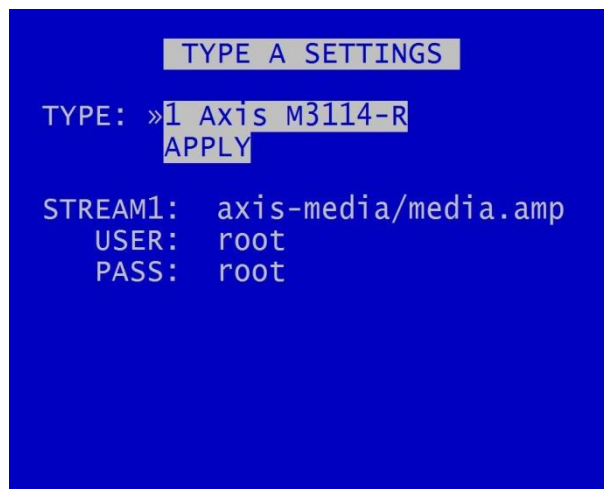 TYPE A SETTINGS
TYPE: »1 Axis M3114-R
APPLY
STREAM1: axis-media/media.amp
USER: root
PASS: root